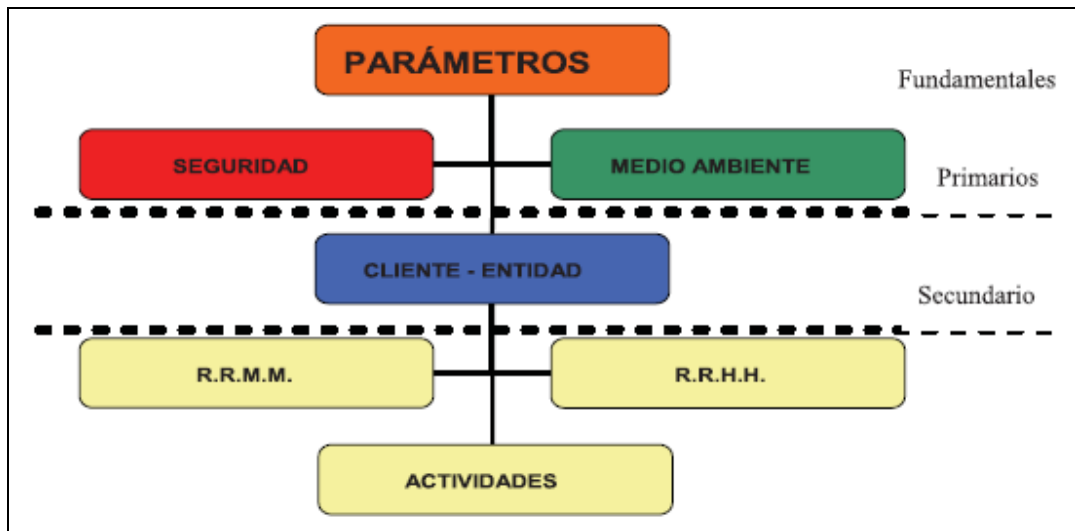 PARÁMETROS
Fundamentales
SEGURIDAD
MEDIO AMBIENTE
Primarios
CLIENTE - ENTIDAD
Secundario
R.R.M.M.
R.R.H.H.
ACTIVIDADES